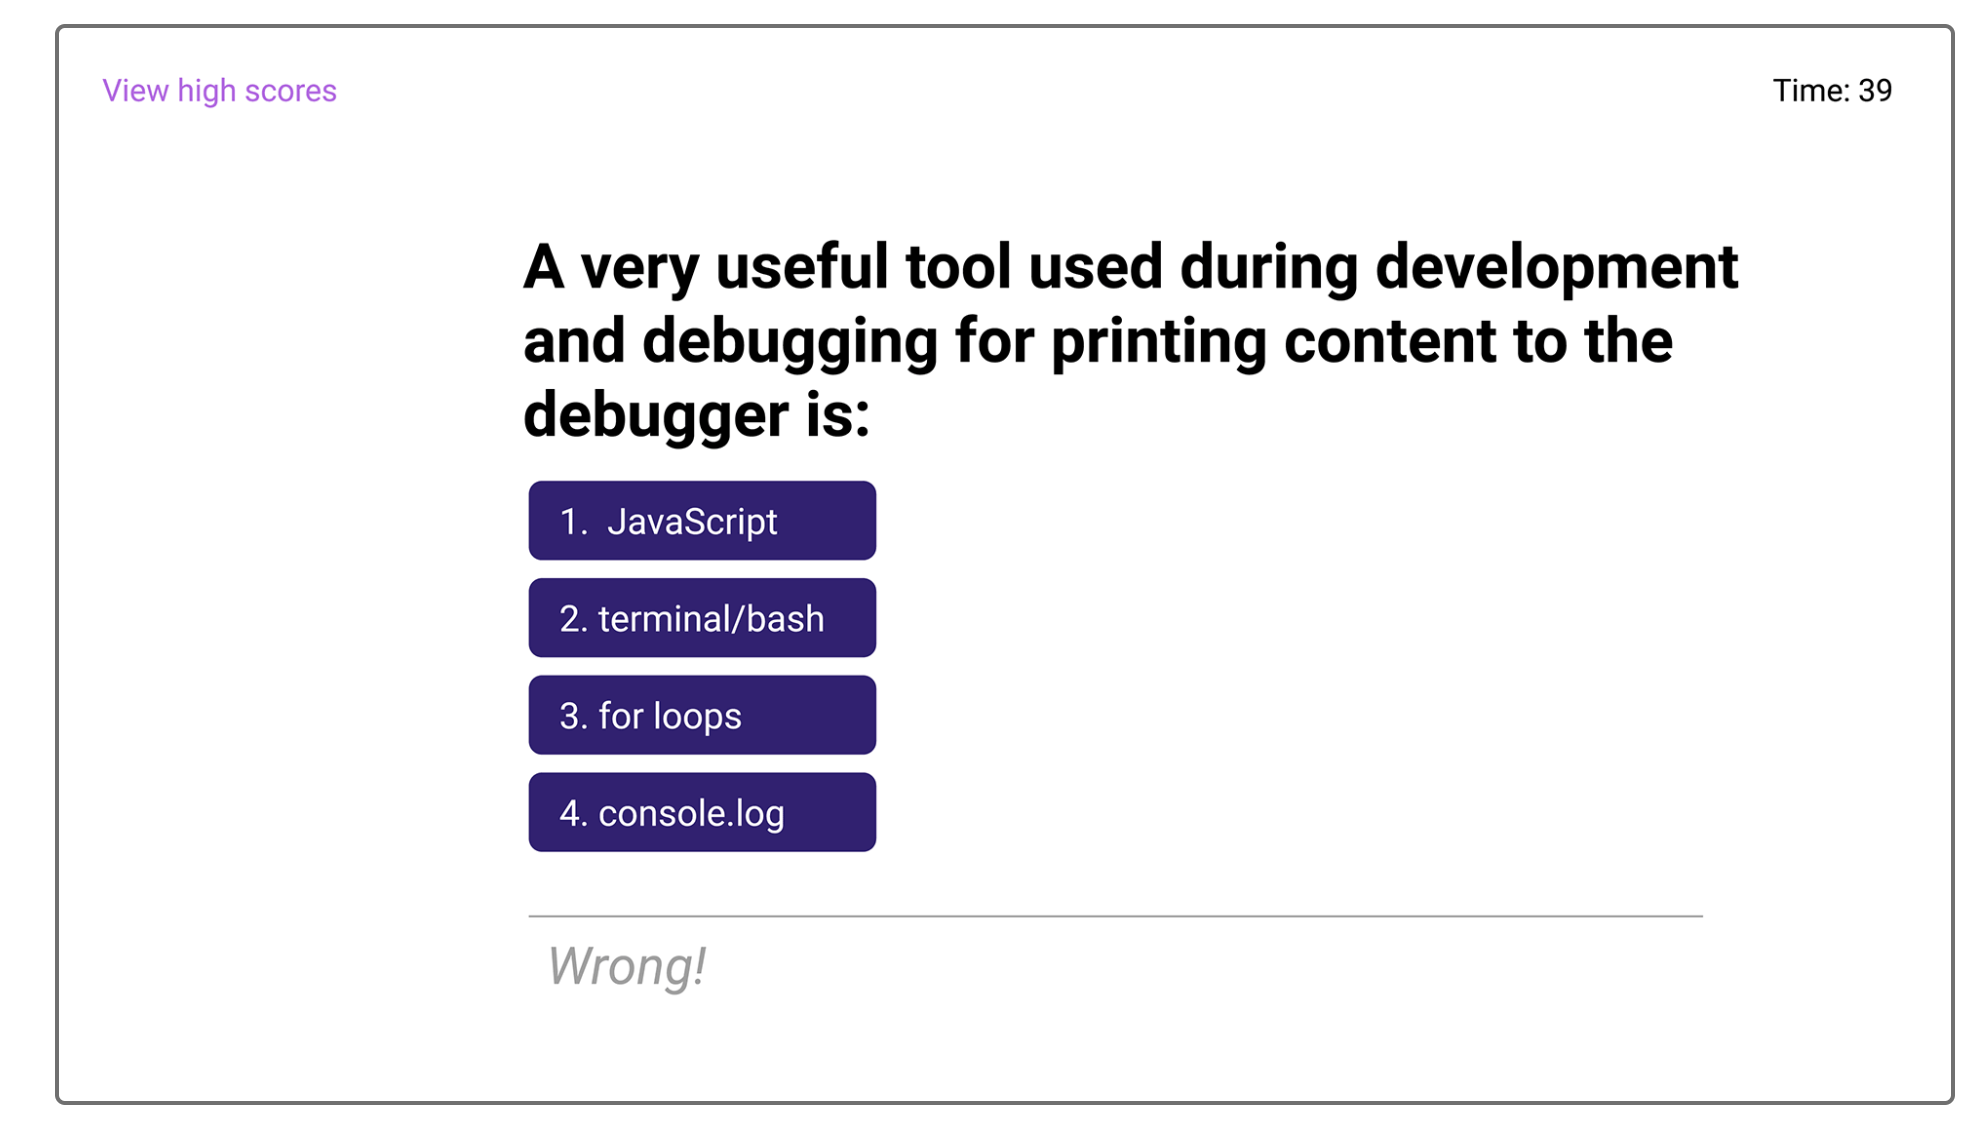 View high scores
Time: 39
A very useful tool used during development
and debugging for printing content to the
debugger is:
1. JavaScript
2. terminal/bash
3. for loops
4. console.log
Wrong!